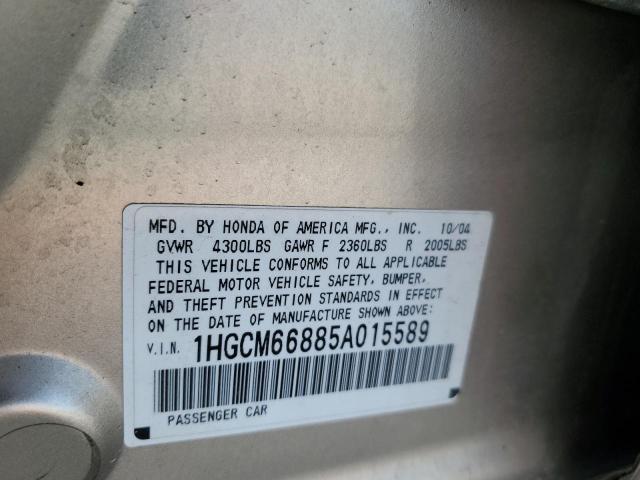 MFD. BY HONDA OF AMERICA MFG., INC. 10/04
GVWR 4300LBS GAWR F 2360LBS R 2005LBS
THIS VEHICLE CONFORMS TO ALL APPLICABLE
FEDERAL MOTOR VEHICLE SAFETY, BUMPER,
AND THEFT PREVENTION STANDARDS IN EFFECT
ON THE DATE OF MANUFACTURE SHOWN ABOVE:
V.I.N. 1HGCM66885A015589
PASSENGER CAR